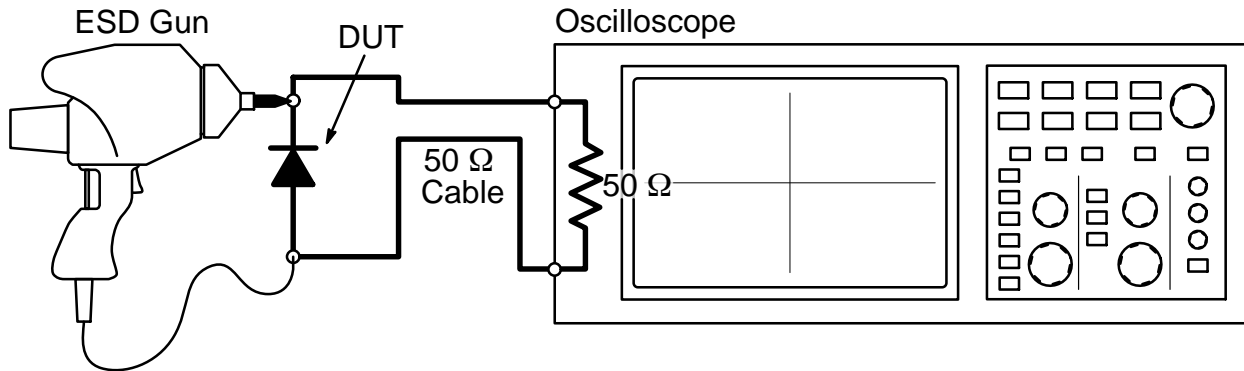 ESD Gun
DUT
Oscilloscope
50 Ω
Cable
50 Ω